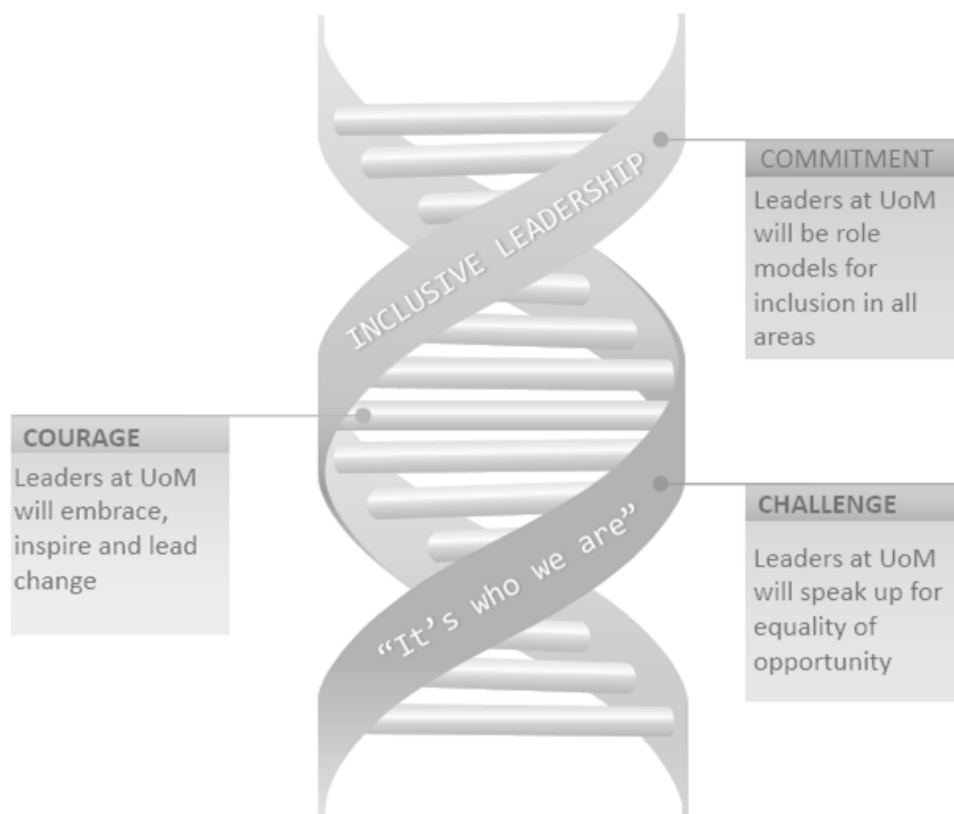 INCLUSIVE LEADERSHIP
COMMITMENT
Leaders at UoM
will be role
models for
inclusion in all
areas
COURAGE
Leaders at UoM
will embrace,
inspire and lead
change
CHALLENGE
Leaders at UoM
will speak up for
equality of
opportunity
“It’s who we are”